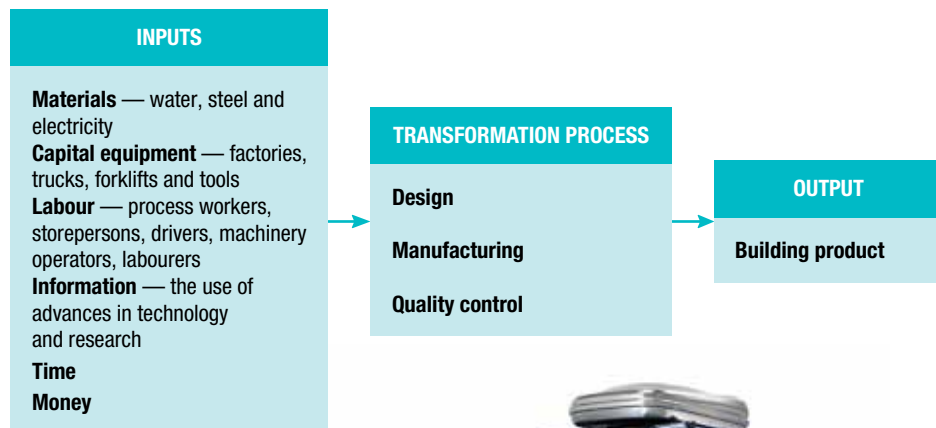 INPUTS
Materials — water, steel and
electricity
Capital equipment — factories,
trucks, forklifts and tools
Labour — process workers,
storepersons, drivers, machinery
operators, labourers
Information — the use of
advances in technology
and research
Time
Money
TRANSFORMATION PROCESS
Design
Manufacturing
Quality control
OUTPUT
Building product